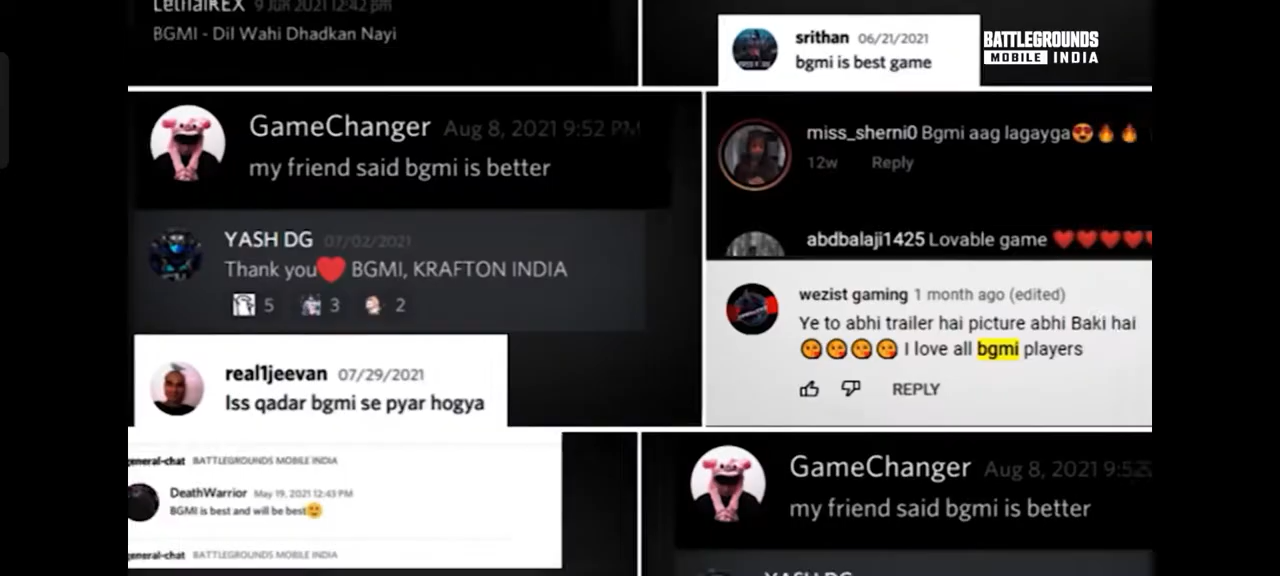 LethalREX 9 Jun 2021 12:42 pm
BGMI - Dil Wahi Dhadkan Nayi
srithan 06/21/2021
bgmi is best game
BATTLEGROUNDS
MOBILE INDIA
GameChanger Aug 8, 2021 9:52 PM
my friend said bgmi is better
YASH DG 07/02/2021
Thank you❤️ BGMI, KRAFTON INDIA
5 3 2
real1jeevan 07/29/2021
Iss qadar bgmi se pyar hogya
miss_sherni0 Bgmi aag lagayga😍🔥🔥
12w Reply
abdbalaji1425 Lovable game ❤️❤️❤️❤️❤️
wezist gaming 1 month ago (edited)
Ye to abhi trailer hai picture abhi Baki hai
😘😘😘😘 I love all bgmi players
REPLY
general-chat BATTLEGROUNDS MOBILE INDIA
DeathWarrior May 19, 2021 12:43 PM
BGMI is best and will be best🙂
general-chat BATTLEGROUNDS MOBILE INDIA
GameChanger Aug 8, 2021 9:52
my friend said bgmi is better
YASH DG